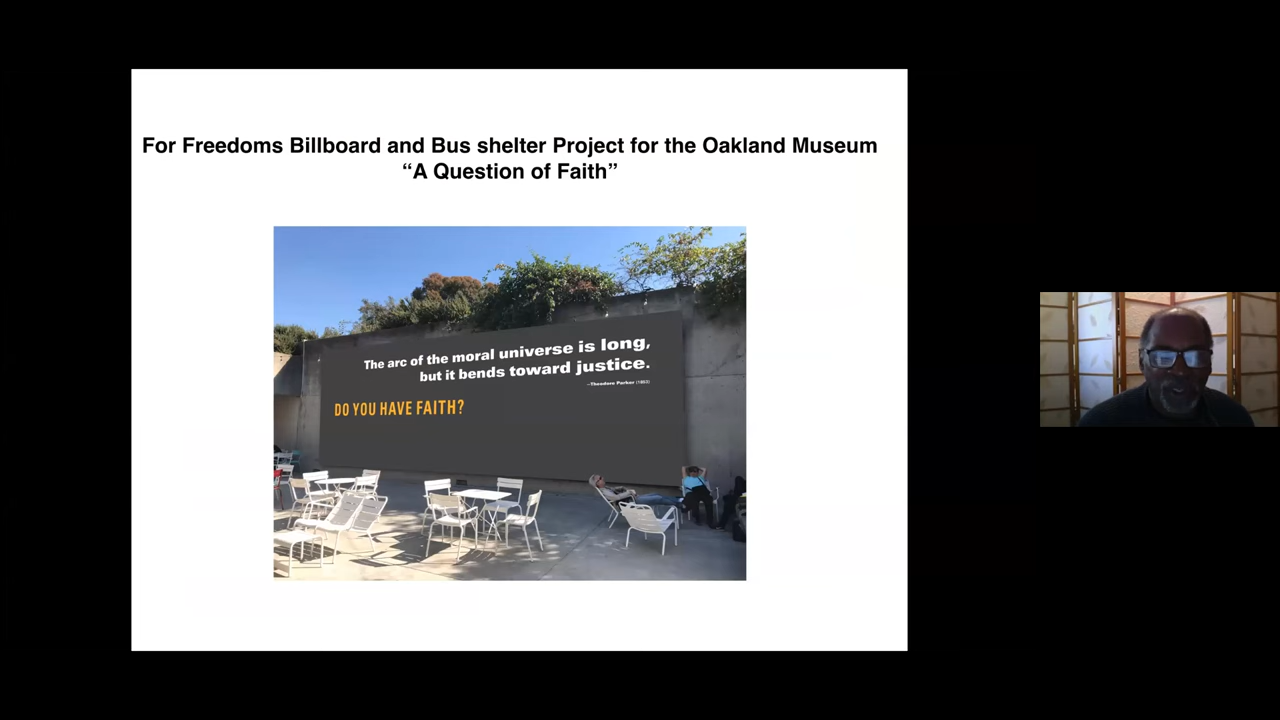 For Freedoms Billboard and Bus shelter Project for the Oakland Museum
“A Question of Faith”
The arc of the moral universe is long,
but it bends toward justice.
–Theodore Parker (1853)
DO YOU HAVE FAITH?